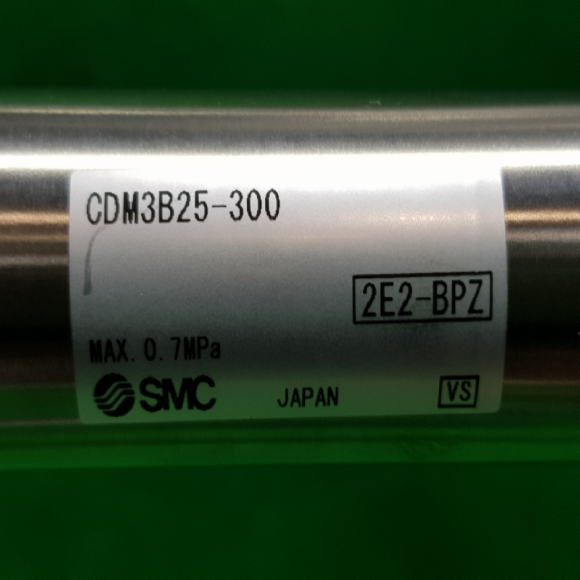 CDM3B25-300
2E2-BPZ
MAX. 0.7MPa
SMC JAPAN VS